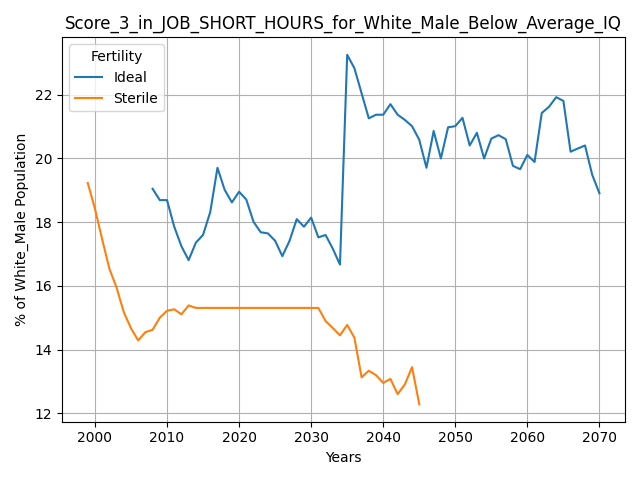 Score_3_in_JOB_SHORT_HOURS_for_White_Male_Below_Average_IQ
Fertility
Ideal
Sterile
% of White_Male Population
22
20
18
16
14
12
2000 2010 2020 2030 2040 2050 2060 2070
Years